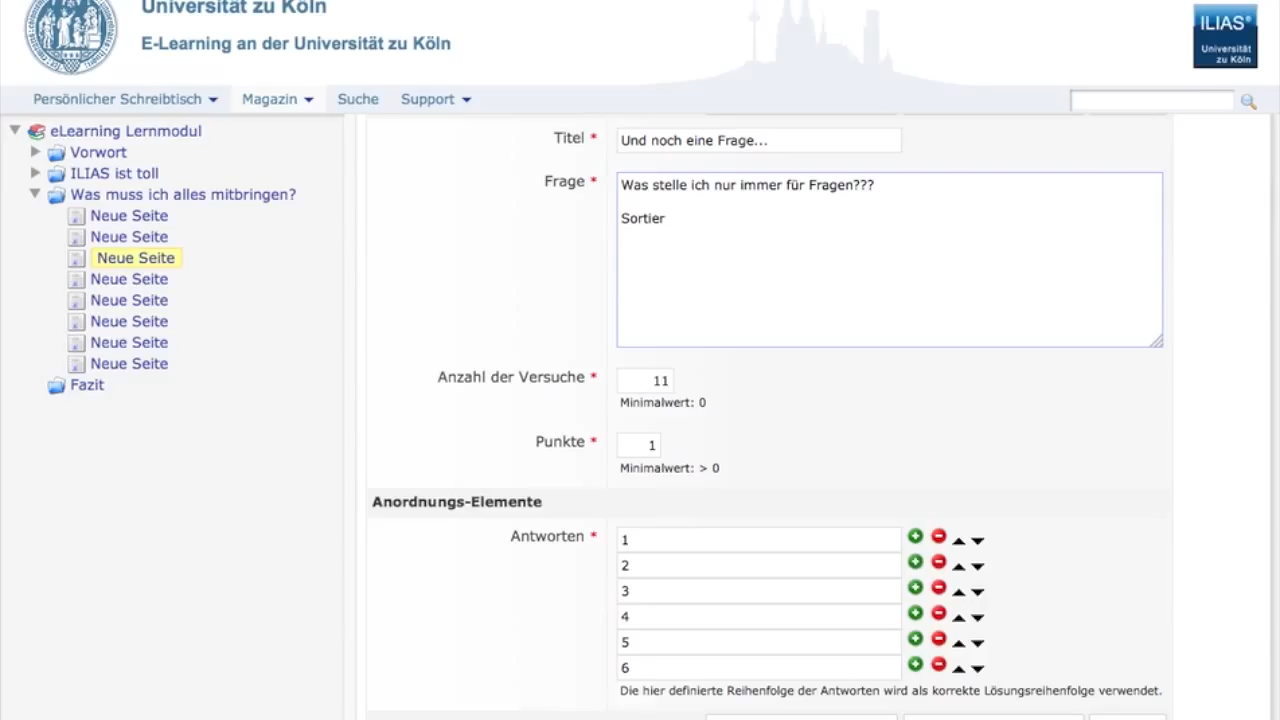 Universität zu Köln
E-Learning an der Universität zu Köln
ILIAS®
Universität
zu Köln
Persönlicher Schreibtisch
Magazin
Suche
Support
eLearning Lernmodul
Vorwort
ILIAS ist toll
Was muss ich alles mitbringen?
Neue Seite
Neue Seite
Neue Seite
Neue Seite
Neue Seite
Neue Seite
Neue Seite
Neue Seite
Fazit
Titel *
Und noch eine Frage...
Frage *
Was stelle ich nur immer für Fragen???
Sortier
Anzahl der Versuche *
11
Minimalwert: 0
Punkte *
1
Minimalwert: > 0
Anordnungs-Elemente
Antworten *
1
2
3
4
5
6
Die hier definierte Reihenfolge der Antworten wird als korrekte Lösungsreihenfolge verwendet.